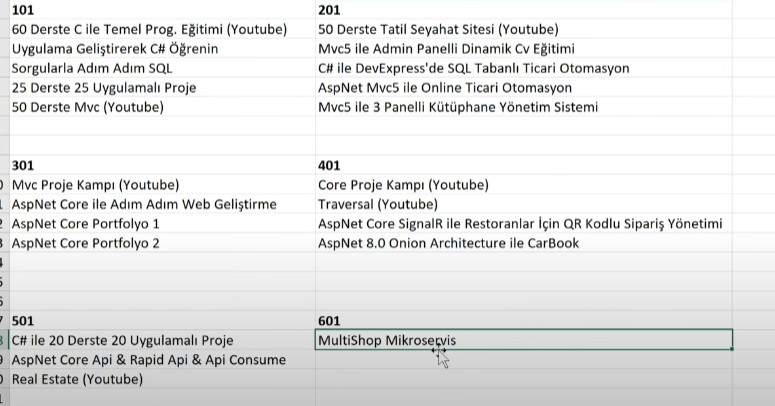 101
60 Derste C ile Temel Prog. Eğitimi (Youtube)
Uygulama Geliştirerek C# Öğrenin
Sorgularla Adım Adım SQL
25 Derste 25 Uygulamalı Proje
50 Derste Mvc (Youtube)
201
50 Derste Tatil Seyahat Sitesi (Youtube)
Mvc5 ile Admin Panelli Dinamik Cv Eğitimi
C# ile DevExpress'de SQL Tabanlı Ticari Otomasyon
AspNet Mvc5 ile Online Ticari Otomasyon
Mvc5 ile 3 Panelli Kütüphane Yönetim Sistemi
301
Mvc Proje Kampı (Youtube)
AspNet Core ile Adım Adım Web Geliştirme
AspNet Core Portfolyo 1
AspNet Core Portfolyo 2
401
Core Proje Kampı (Youtube)
Traversal (Youtube)
AspNet Core SignalR ile Restoranlar İçin QR Kodlu Sipariş Yönetimi
AspNet 8.0 Onion Architecture ile CarBook
501
C# ile 20 Derste 20 Uygulamalı Proje
AspNet Core Api & Rapid Api & Api Consume
Real Estate (Youtube)
601
MultiShop Mikroservis